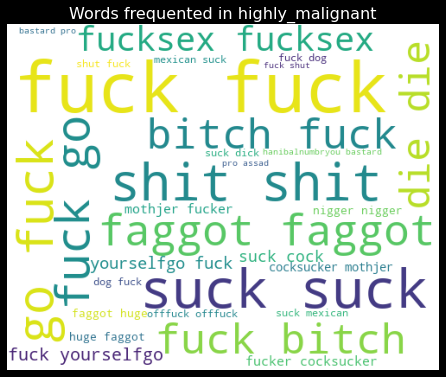 Words frequented in highly_malignant
bastard pro
fucksex fucksex
shut fuck
mexican suck
fuck dog
fuck shut
fuck fuck
die die
go fuck
fuck go
bitch fuck
suck dick
hanibalnumbryou bastard
pro assad
shit shit
mothjer fucker
nigger nigger
faggot faggot
yourselfgo fuck
suck cock
cocksucker mothjer
dog fuck
suck suck
faggot huge
offfuck offfuck
suck mexican
huge faggot
fuck bitch
fuck yourselfgo
fucker cocksucker